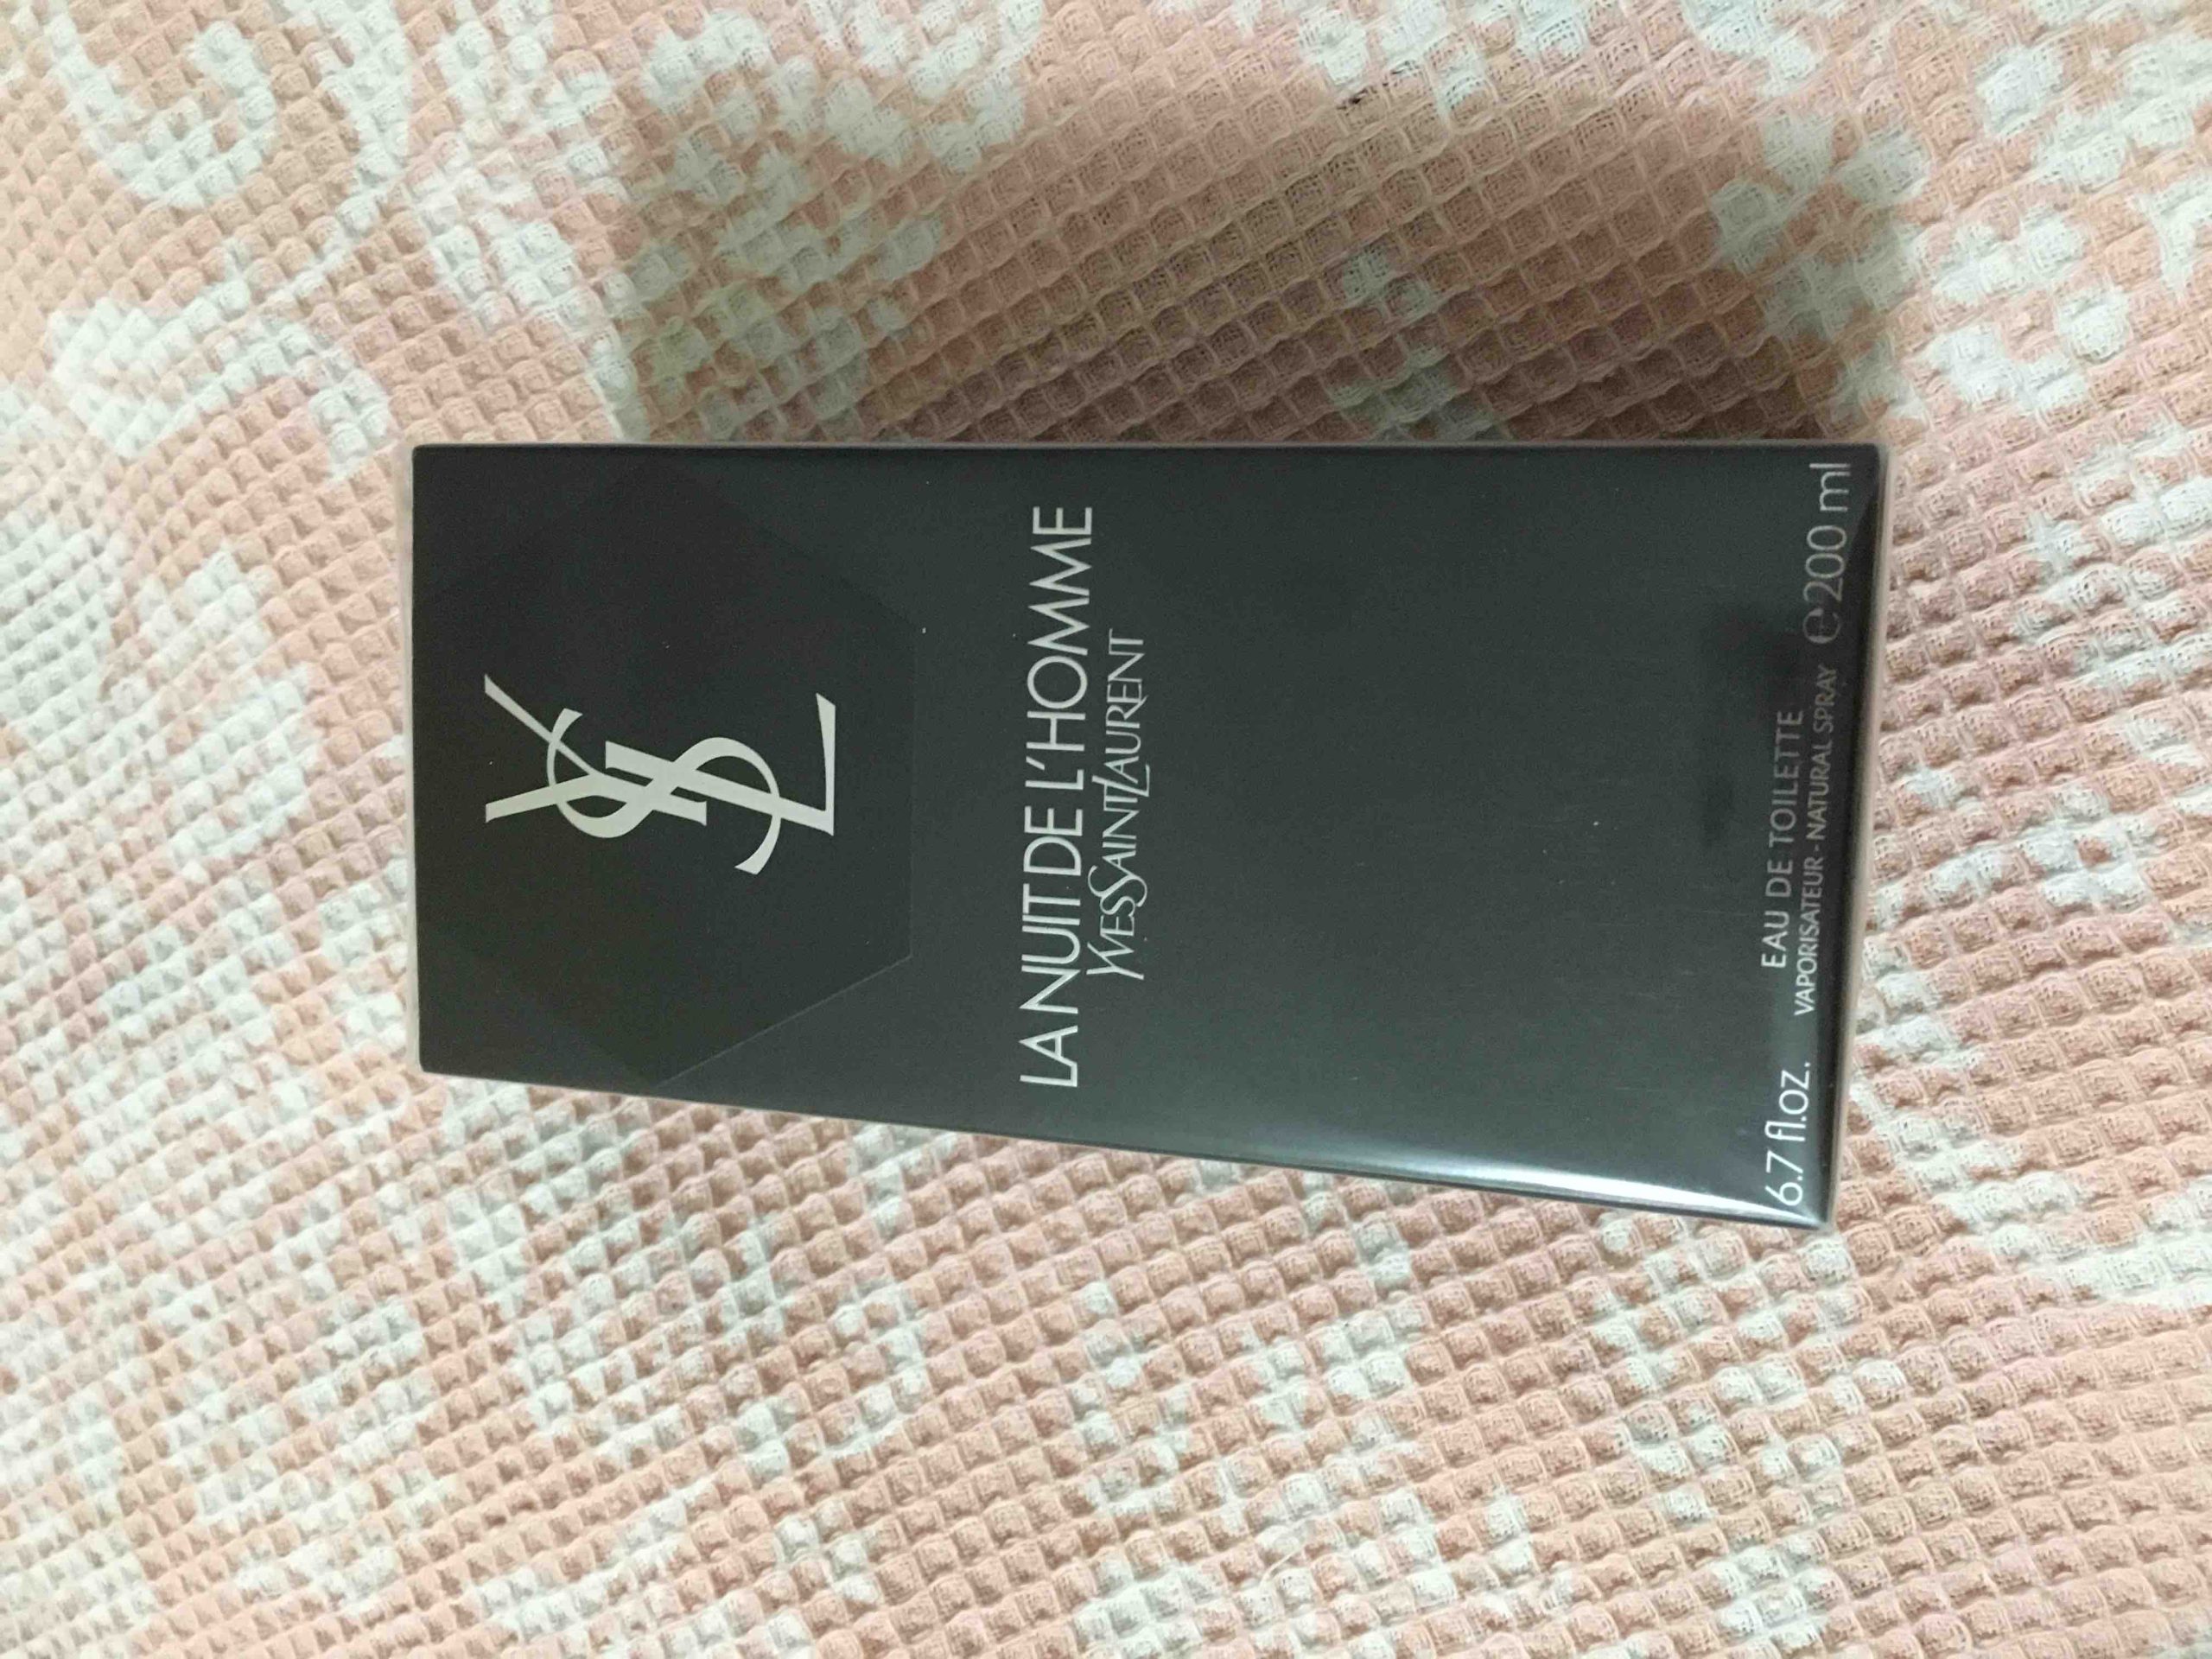 YSL
LA NUIT DE L'HOMME
YVESSAINTLAURENT
EAU DE TOILETTE
6.7 fl.oz. VAPORISATEUR - NATURAL SPRAY ℮ 200 ml